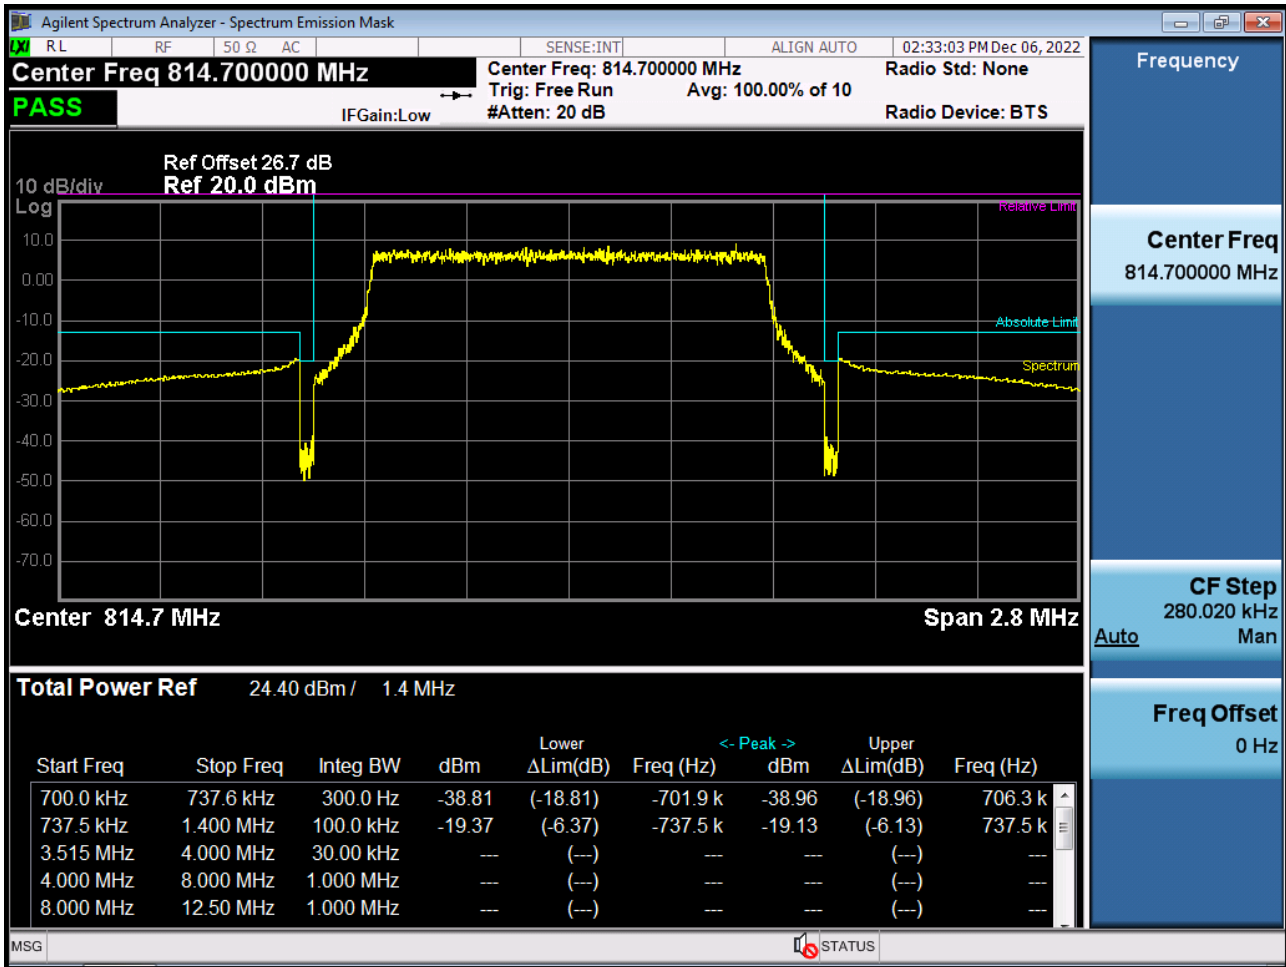 Agilent Spectrum Analyzer - Spectrum Emission Mask
LXI RL RF 50 Ω AC SENSE:INT ALIGN AUTO 02:33:03 PM Dec 06, 2022
Center Freq 814.700000 MHz
PASS
IFGain:Low
Center Freq: 814.700000 MHz
Trig: Free Run Avg: 100.00% of 10
#Atten: 20 dB
Radio Std: None
Radio Device: BTS
Ref Offset 26.7 dB
10 dB/div Ref 20.0 dBm
Log
Relative Limit
10.0
0.00
-10.0
Absolute Limit
-20.0
Spectrum
-30.0
-40.0
-50.0
-60.0
-70.0
Center 814.7 MHz Span 2.8 MHz
Total Power Ref 24.40 dBm / 1.4 MHz
Lower <- Peak -> Upper
Start Freq Stop Freq Integ BW dBm ΔLim(dB) Freq (Hz) dBm ΔLim(dB) Freq (Hz)
700.0 kHz 737.6 kHz 300.0 Hz -38.81 (-18.81) -701.9 k -38.96 (-18.96) 706.3 k
737.5 kHz 1.400 MHz 100.0 kHz -19.37 (-6.37) -737.5 k -19.13 (-6.13) 737.5 k
3.515 MHz 4.000 MHz 30.00 kHz --- (---) --- --- (---) ---
4.000 MHz 8.000 MHz 1.000 MHz --- (---) --- --- (---) ---
8.000 MHz 12.50 MHz 1.000 MHz --- (---) --- --- (---) ---
MSG STATUS
Frequency
Center Freq
814.700000 MHz
CF Step
280.020 kHz
Auto Man
Freq Offset
0 Hz